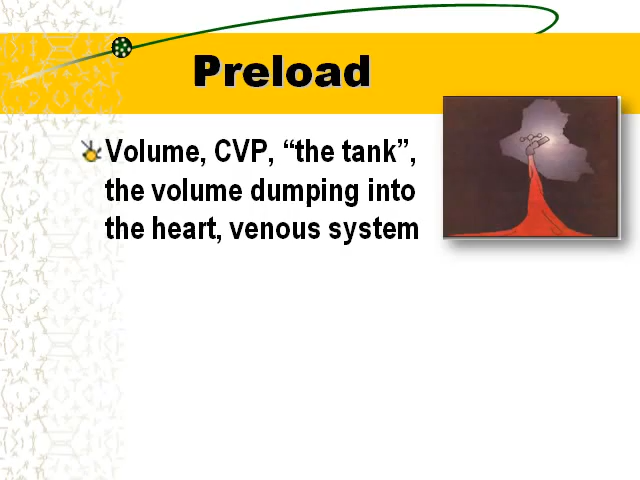 Preload
Volume, CVP, “the tank”,
the volume dumping into
the heart, venous system